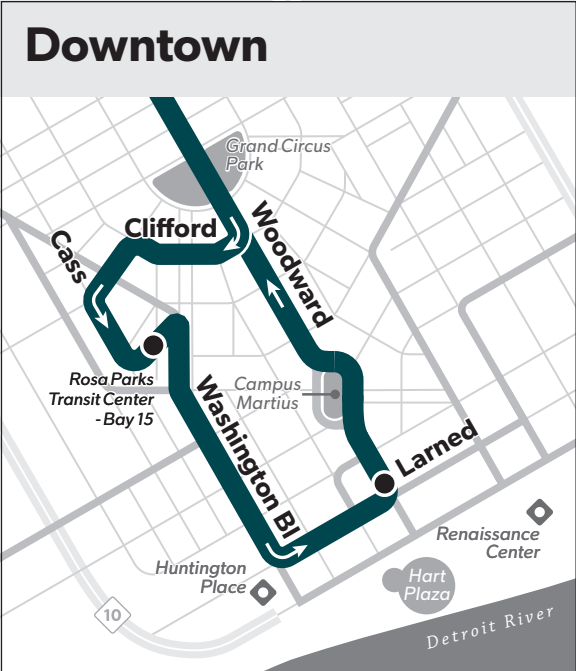 Downtown
Grand Circus
Park
Clifford
Woodward
Cass
Rosa Parks
Transit Center
- Bay 15
Campus
Martius
Washington Bl
Larned
Renaissance
Center
Huntington
Place
Hart
Plaza
10
Detroit River